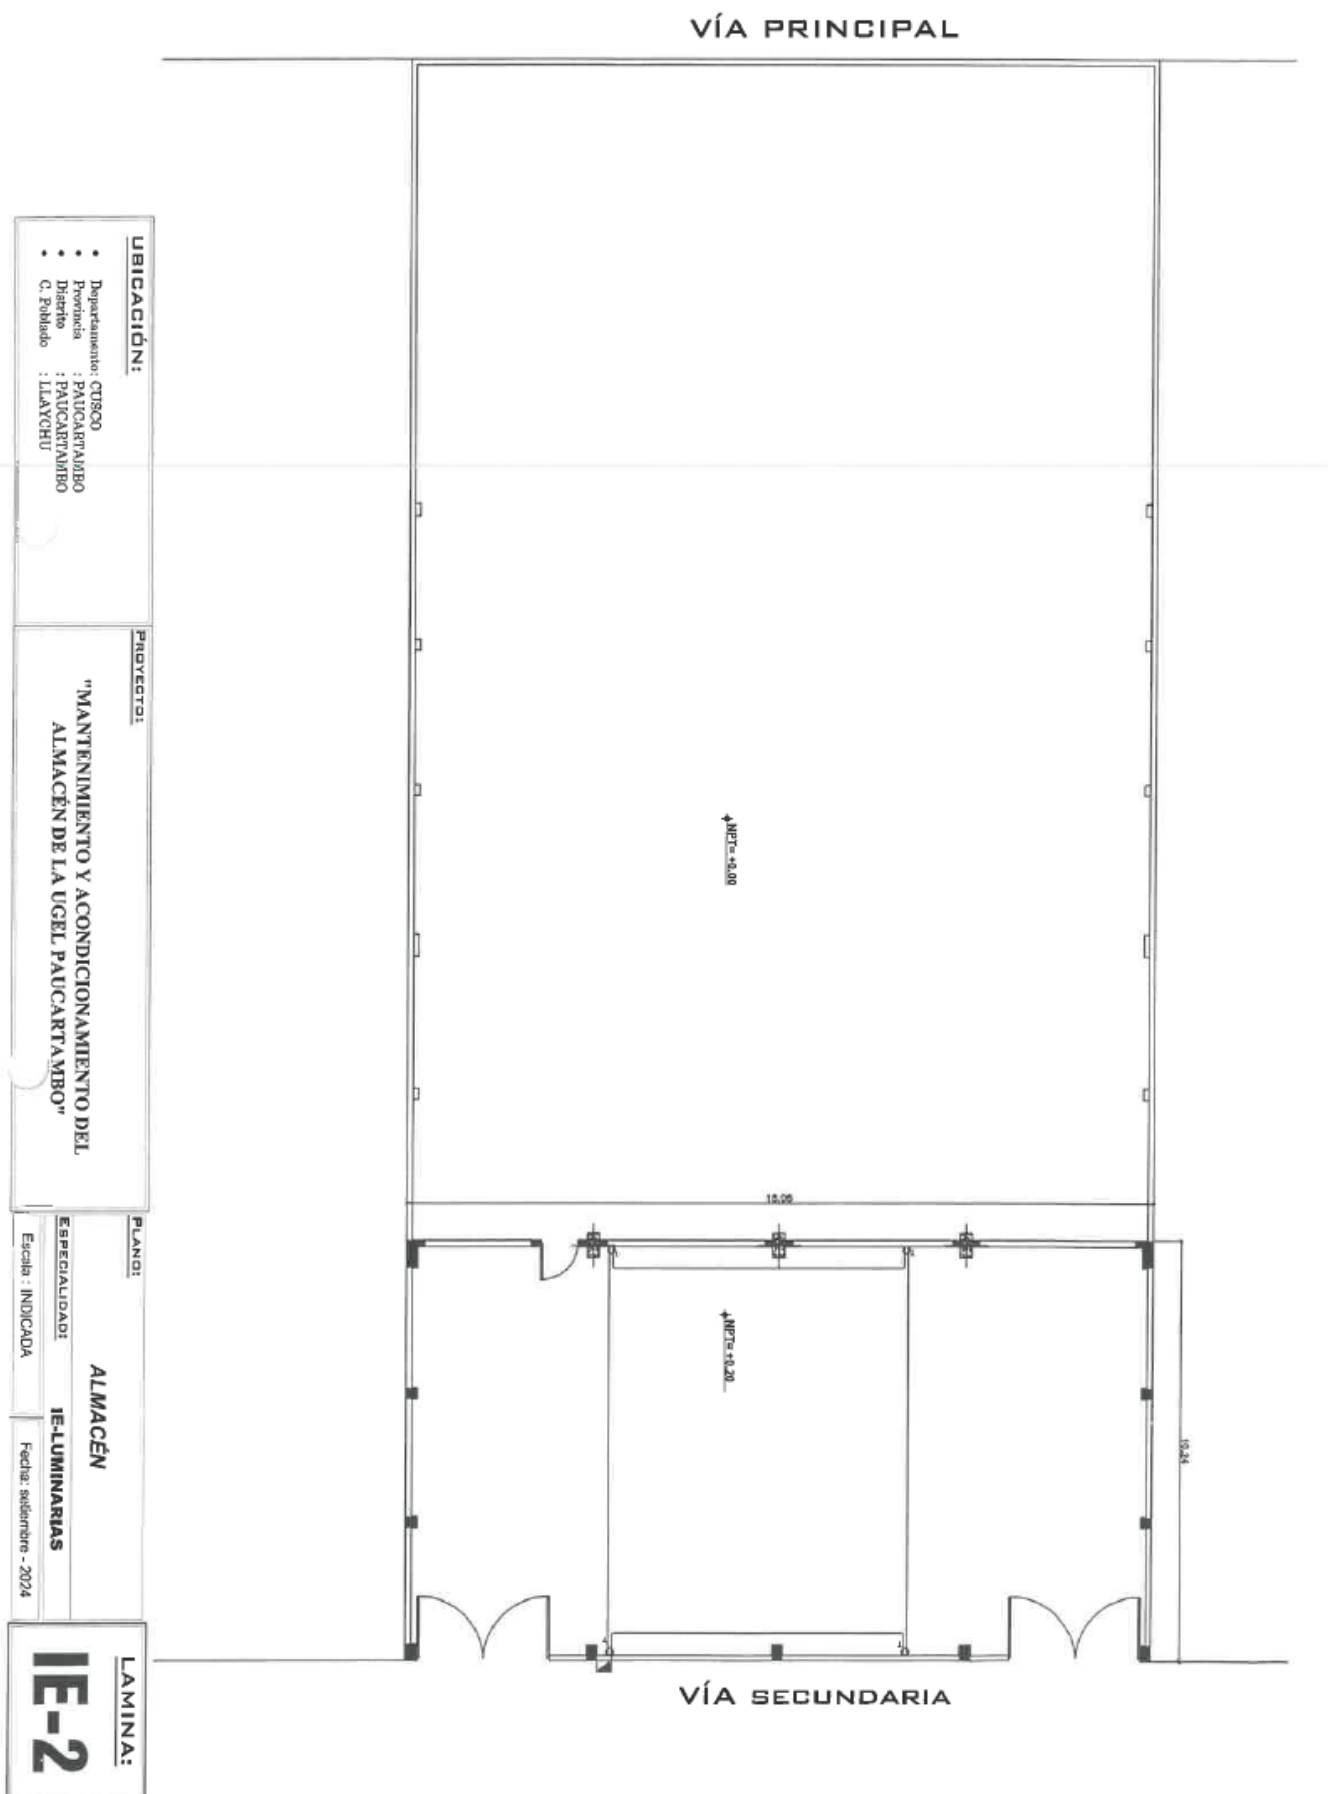 VÍA PRINCIPAL
UBICACIÓN:
• Departamento: CUSCO
• Provincia : PAUCARTAMBO
• Distrito : PAUCARTAMBO
• C. Poblado : LLAYCHU
PROYECTO:
"MANTENIMIENTO Y ACONDICIONAMIENTO DEL
ALMACÉN DE LA UGEL PAUCARTAMBO"
PLANO:
ALMACÉN
ESPECIALIDAD:
IE-LUMINARIAS
Escala : INDICADA
Fecha: setiembre - 2024
LAMINA:
IE-2
NPT= +0.00
NPT= +0.20
VÍA SECUNDARIA